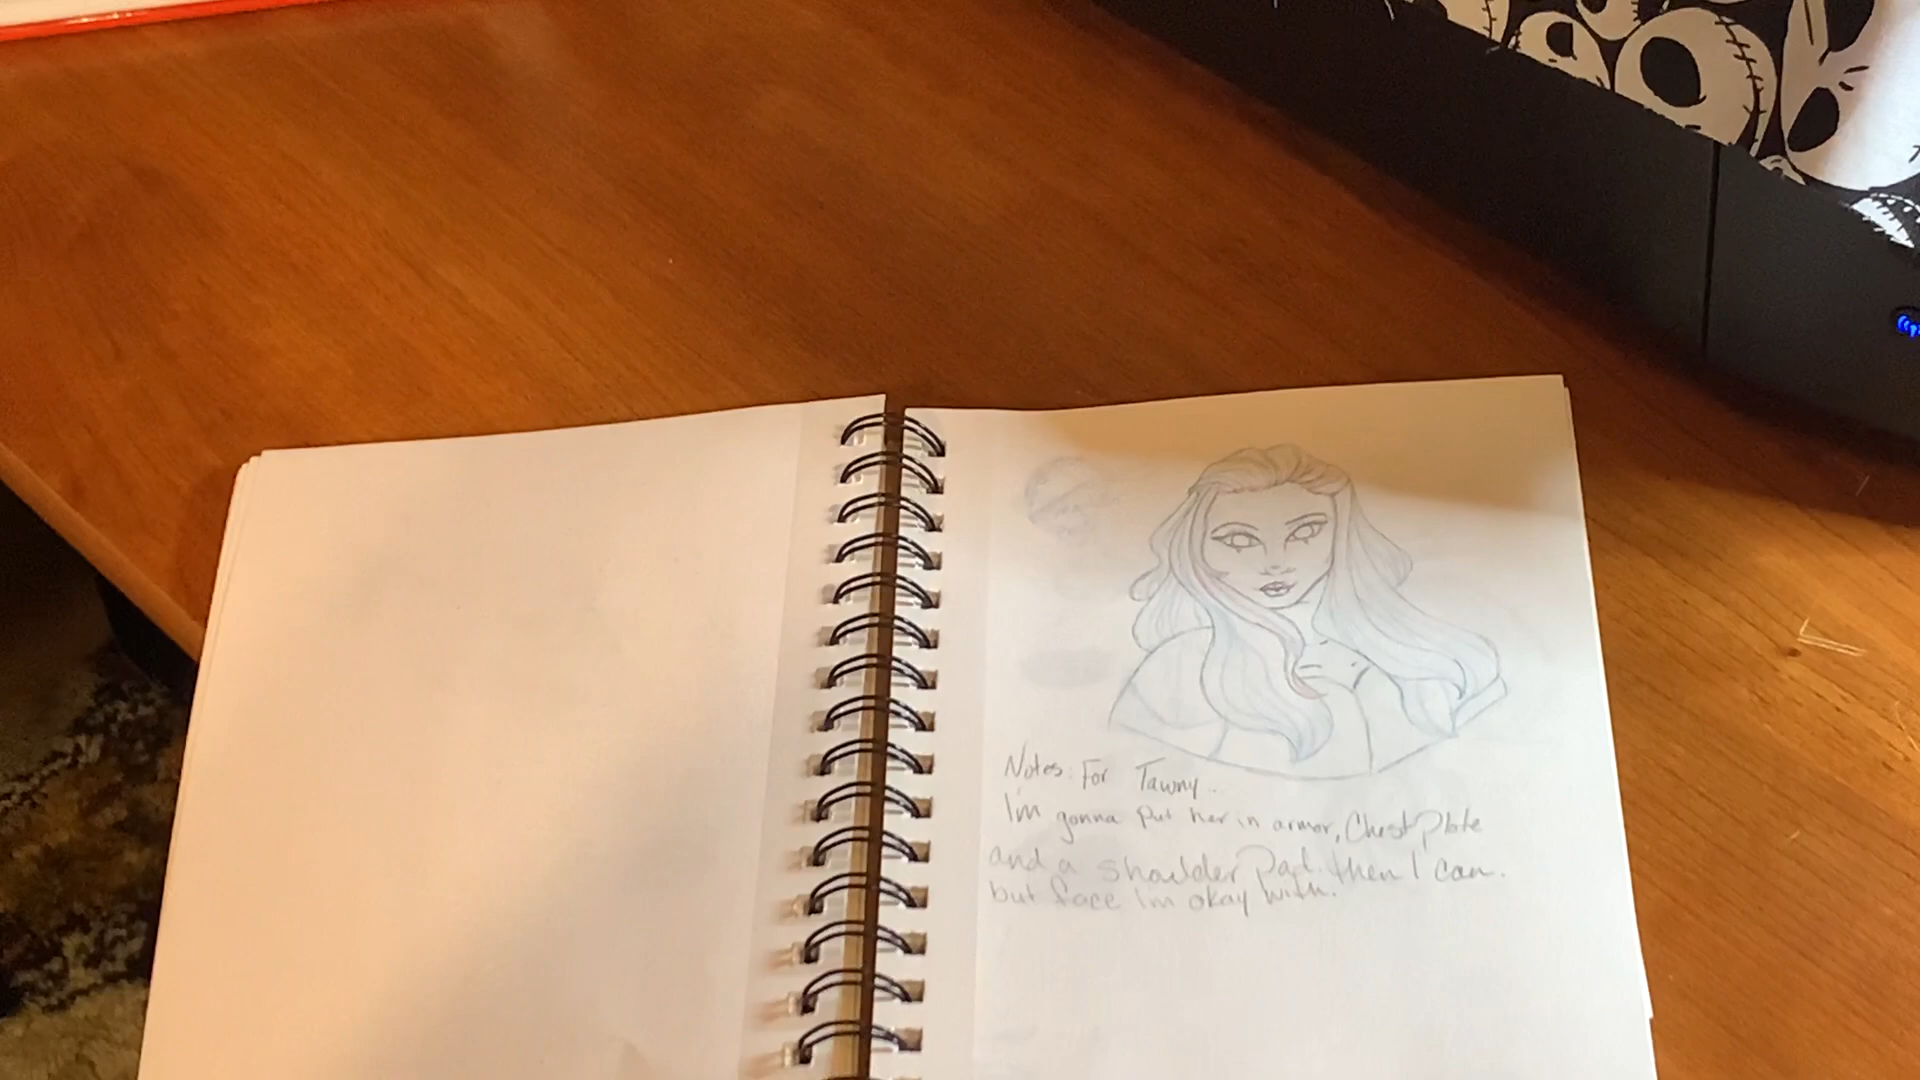 Notes: For Tawny..
I'm gonna put her in armor, Chest Plate
and a shoulder pad. then I can.
but face I'm okay with.